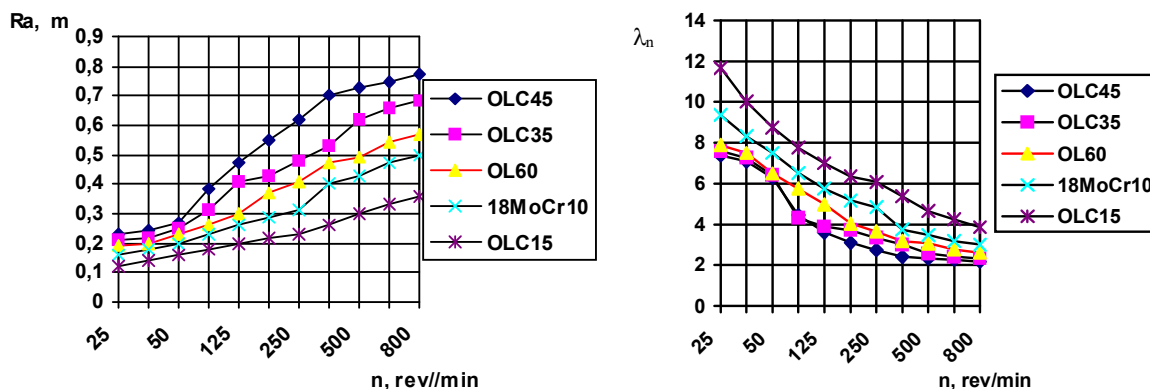 Ra, m
0,9
0,8
0,7
0,6
0,5
0,4
0,3
0,2
0,1
0
25
50
125
250
500
800
n, rev//min
OLC45
OLC35
OL60
18MoCr10
OLC15
λn
14
12
10
8
6
4
2
0
25
50
125
250
500
800
n, rev/min
OLC45
OLC35
OL60
18MoCr10
OLC15